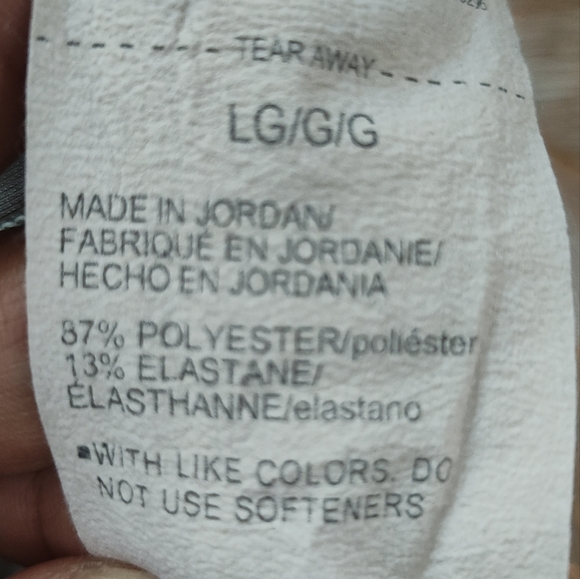 TEAR AWAY
LG/G/G
MADE IN JORDAN/
FABRIQUÉ EN JORDANIE/
HECHO EN JORDANIA
87% POLYESTER/poliéster
13% ELASTANE/
ÉLASTHANNE/elastano
▪WITH LIKE COLORS. DO
NOT USE SOFTENERS